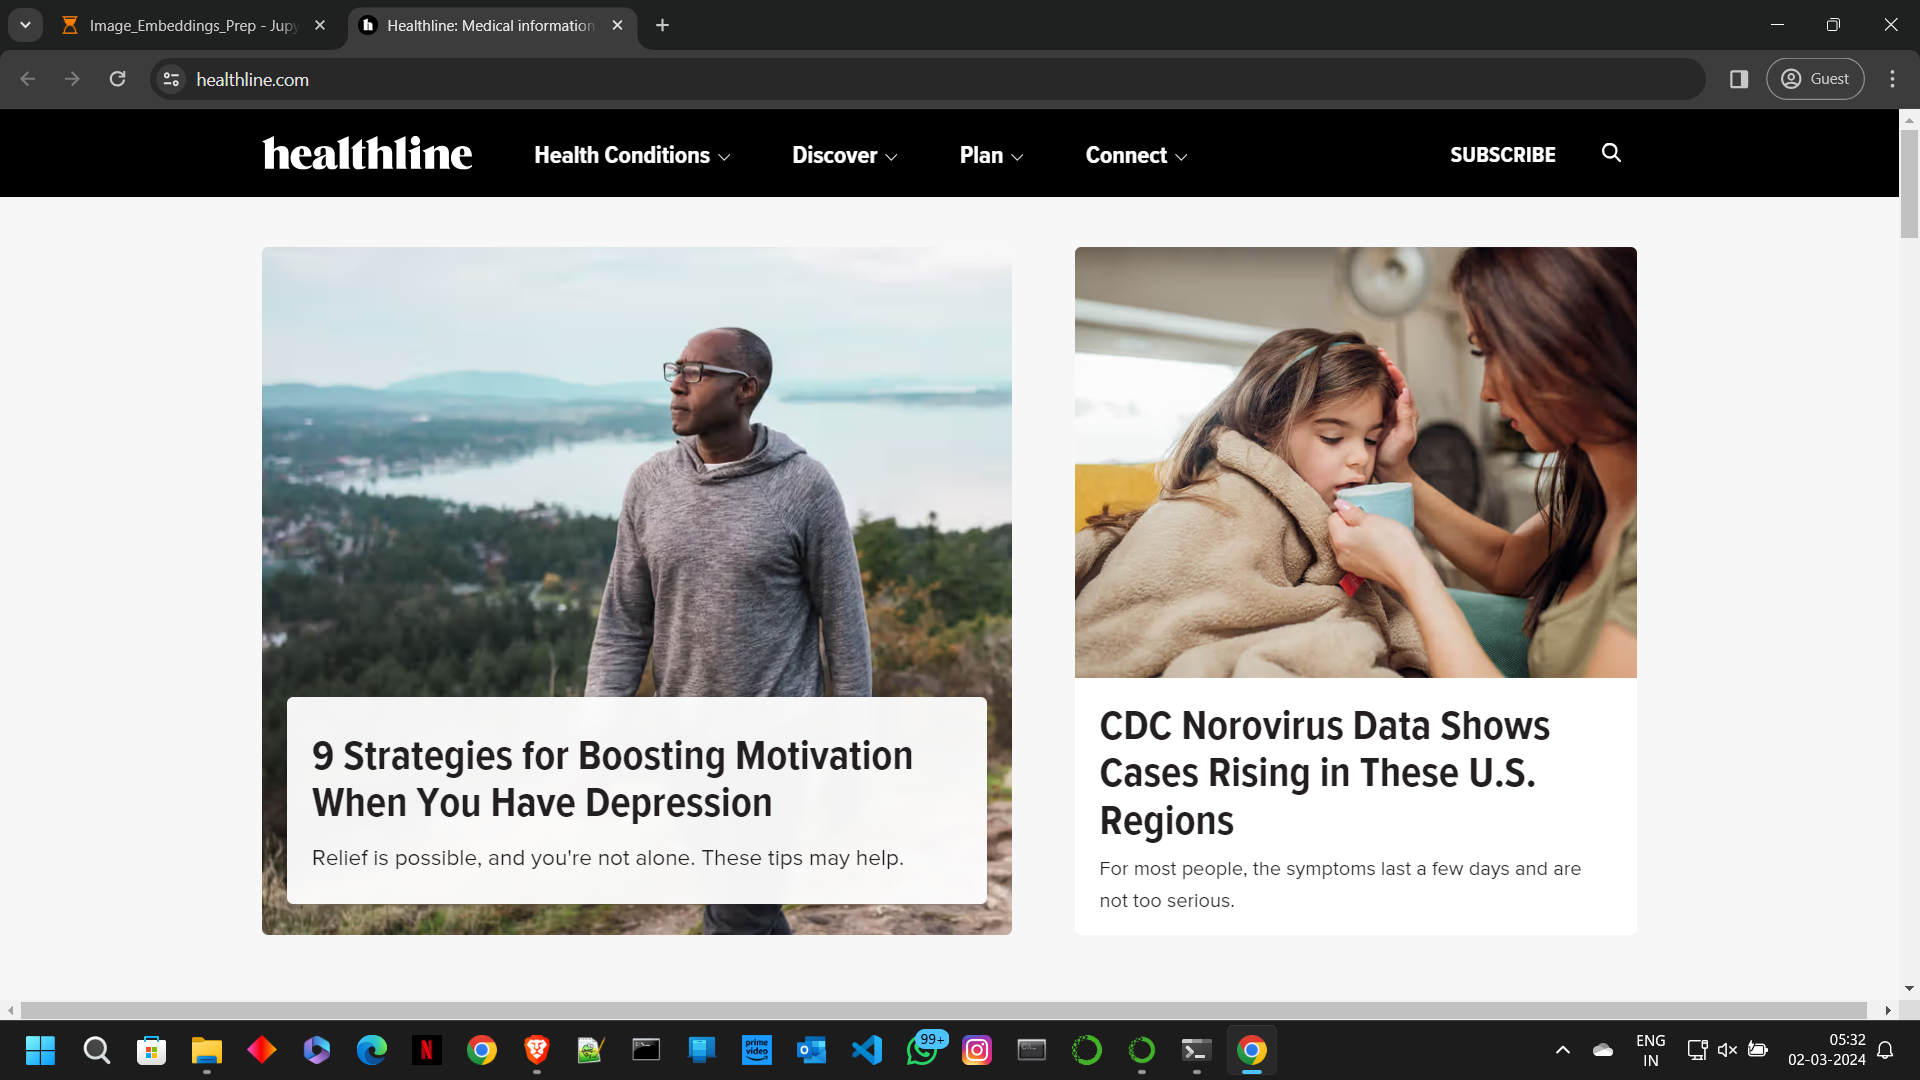 Image_Embeddings_Prep - Jupy
Healthline: Medical information
healthline.com
Guest
healthline
Health Conditions
Discover
Plan
Connect
SUBSCRIBE
9 Strategies for Boosting Motivation
When You Have Depression
Relief is possible, and you're not alone. These tips may help.
CDC Norovirus Data Shows
Cases Rising in These U.S.
Regions
For most people, the symptoms last a few days and are
not too serious.
prime
video
99+
ENG
IN
05:32
02-03-2024